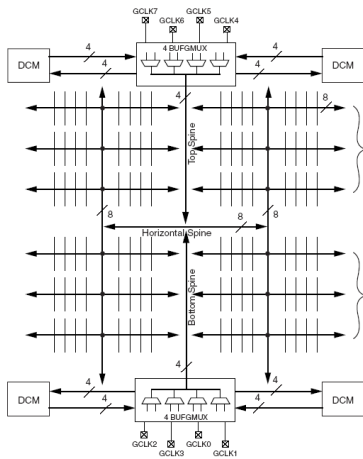 GCLK7 GCLK5
GCLK6 GCLK4
4 4
4 BUFGMUX
DCM DCM
4 4
4 8
Top Spine
8
8 8
8
Horizontal Spine
Bottom Spine
4
4 4
DCM DCM
4 4
4 BUFGMUX
GCLK2 GCLK0
GCLK3 GCLK1